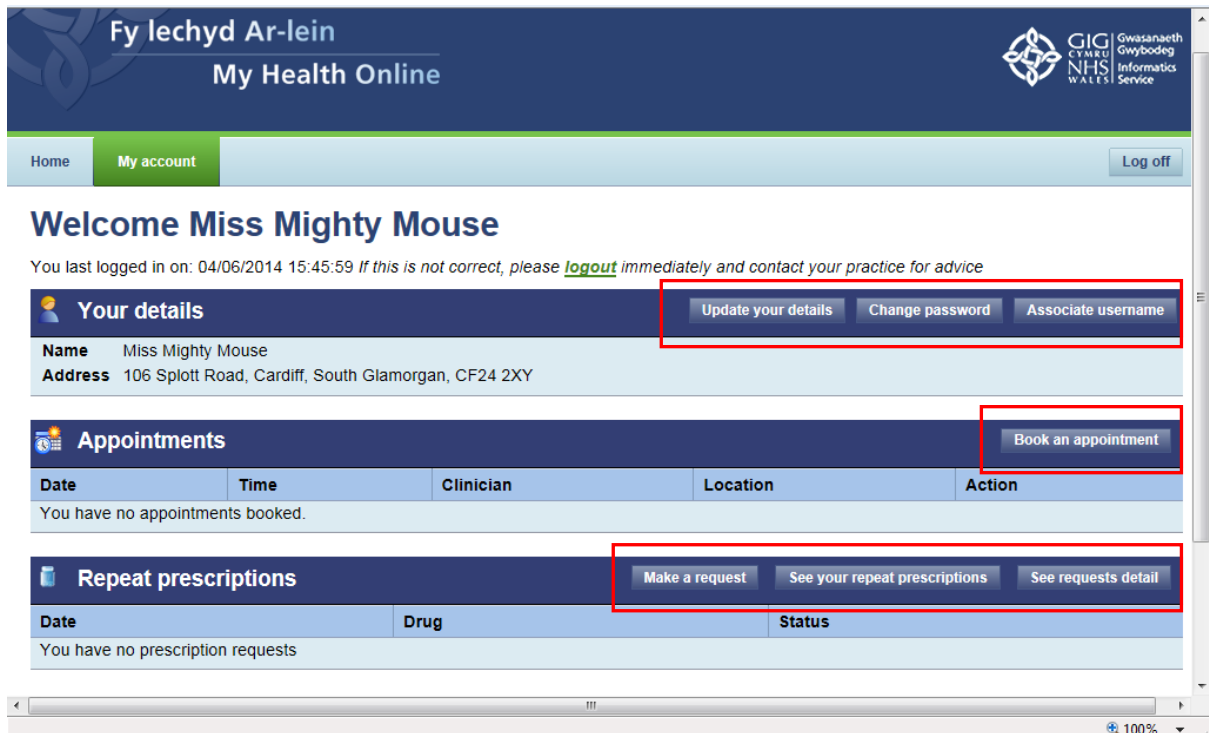 Fy Iechyd Ar-lein
My Health Online
GIG CYMRU NHS WALES
Gwasanaeth Gwybodeg Informatics Service
Home My account Log off
Welcome Miss Mighty Mouse
You last logged in on: 04/06/2014 15:45:59 If this is not correct, please logout immediately and contact your practice for advice
Your details Update your details Change password Associate username
Name Miss Mighty Mouse
Address 106 Splott Road, Cardiff, South Glamorgan, CF24 2XY
Appointments Book an appointment
Date Time Clinician Location Action
You have no appointments booked.
Repeat prescriptions Make a request See your repeat prescriptions See requests detail
Date Drug Status
You have no prescription requests
100%